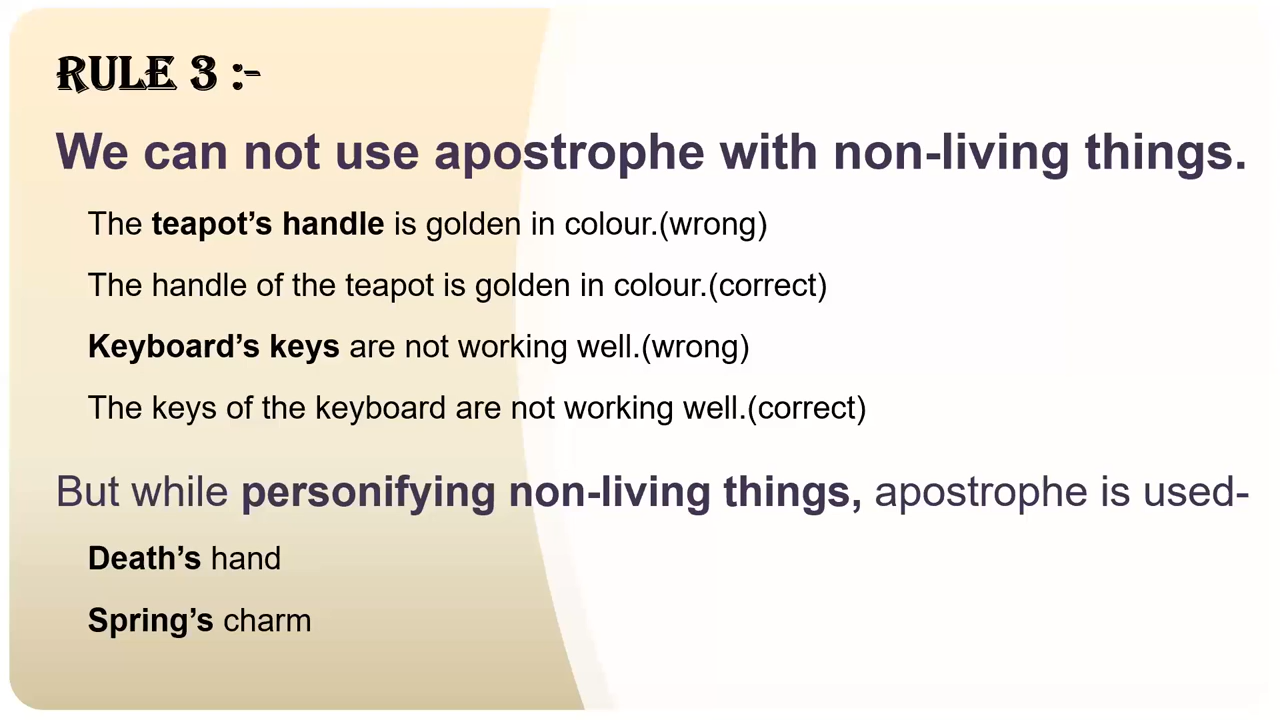 RULE 3 :-
We can not use apostrophe with non-living things.
The teapot’s handle is golden in colour.(wrong)
The handle of the teapot is golden in colour.(correct)
Keyboard’s keys are not working well.(wrong)
The keys of the keyboard are not working well.(correct)
But while personifying non-living things, apostrophe is used-
Death’s hand
Spring’s charm